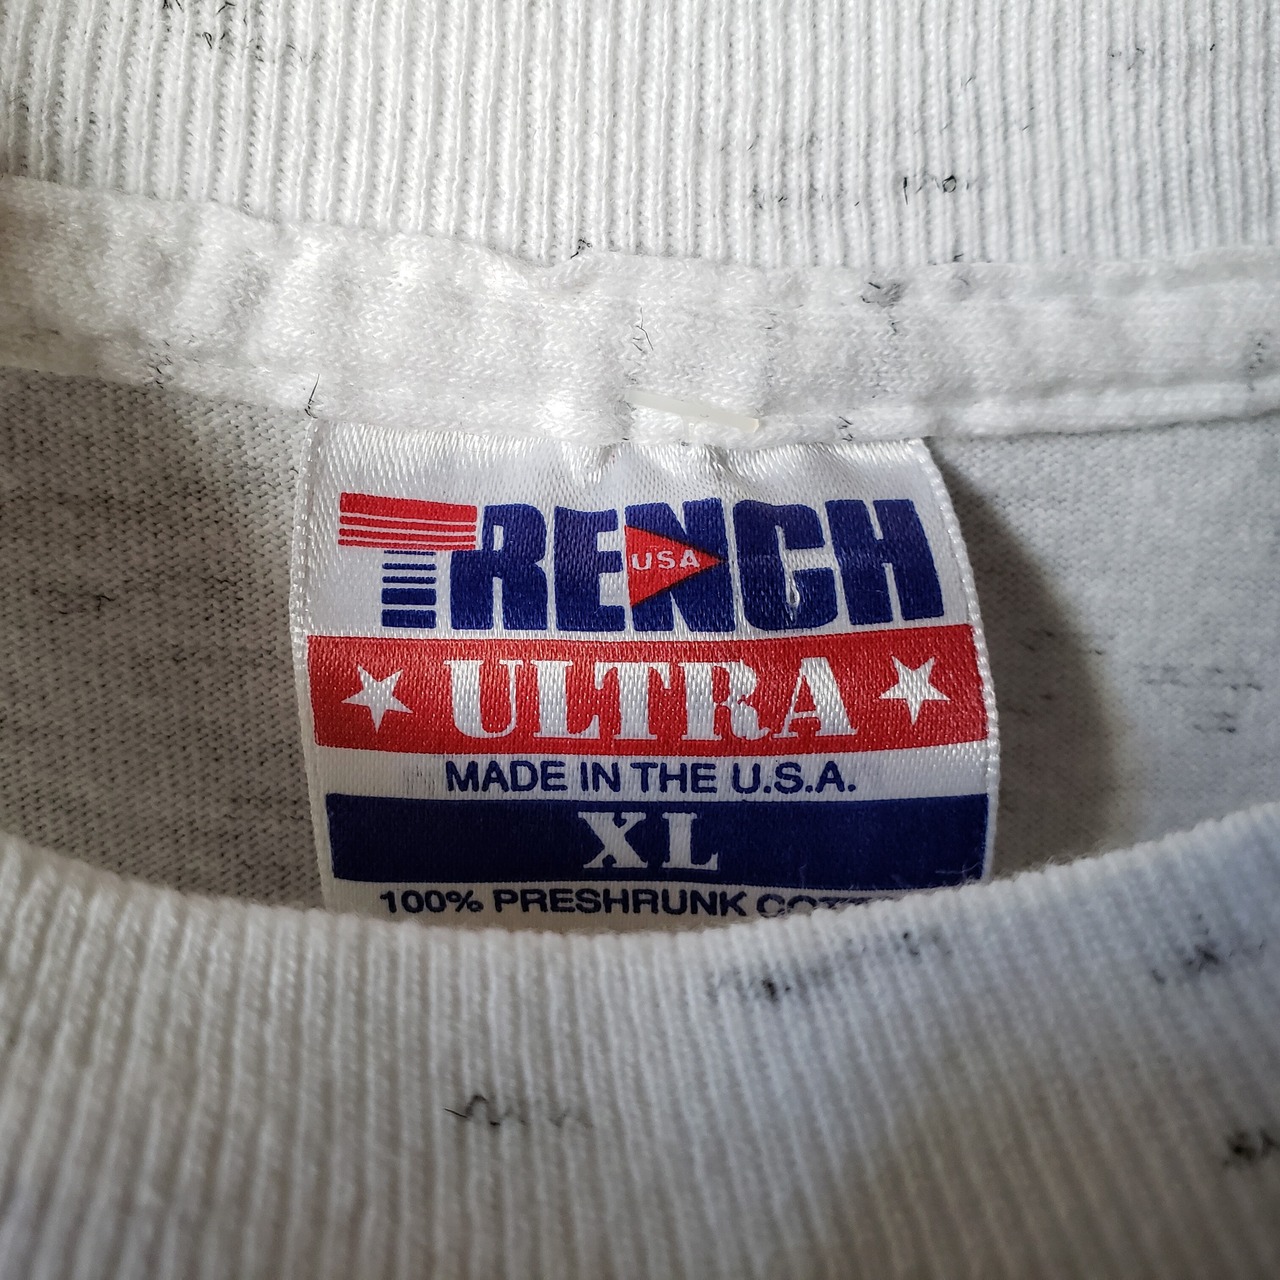 TRENCH
USA
ULTRA
MADE IN THE U.S.A.
XL
100% PRESHRUNK